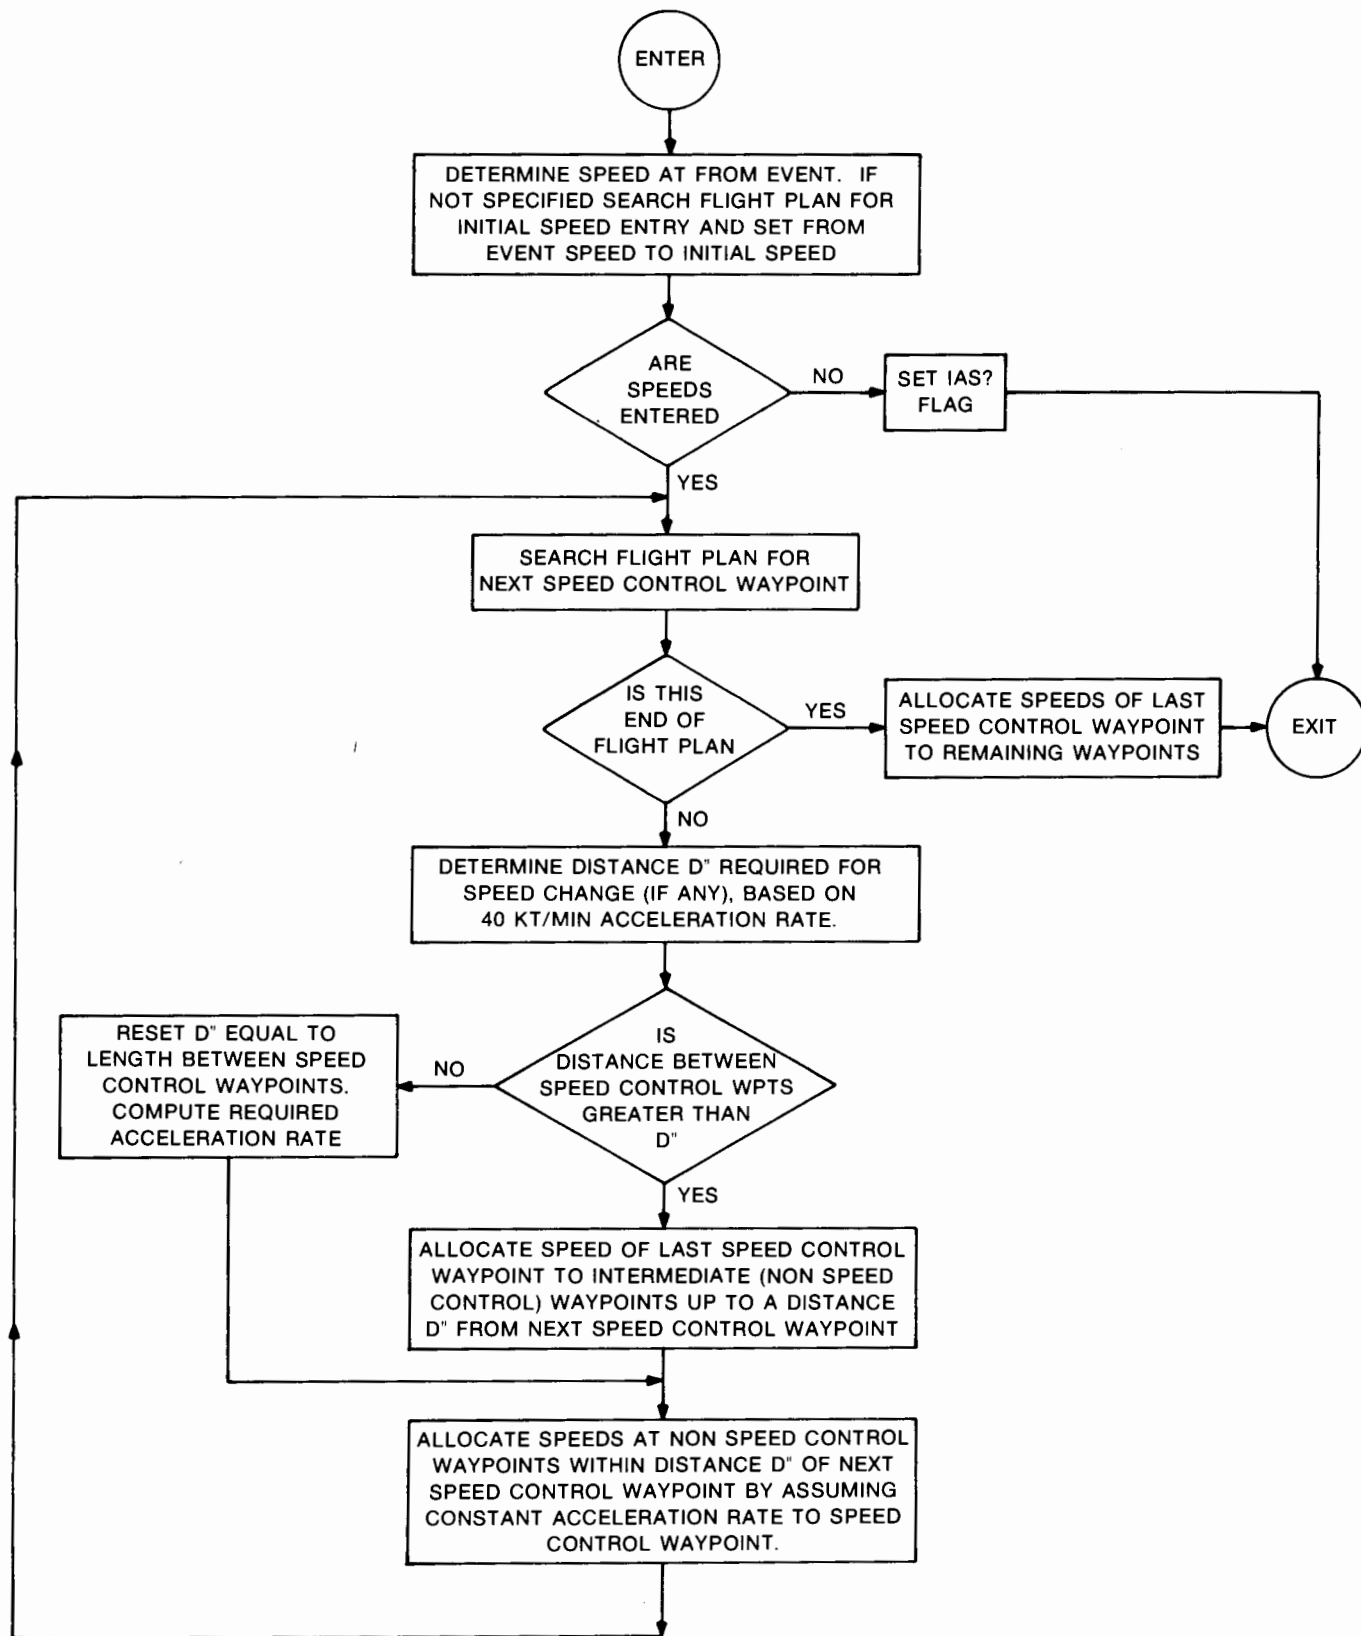 ENTER
DETERMINE SPEED AT FROM EVENT. IF
NOT SPECIFIED SEARCH FLIGHT PLAN FOR
INITIAL SPEED ENTRY AND SET FROM
EVENT SPEED TO INITIAL SPEED
ARE
SPEEDS
ENTERED
NO
SET IAS?
FLAG
YES
SEARCH FLIGHT PLAN FOR
NEXT SPEED CONTROL WAYPOINT
IS THIS
END OF
FLIGHT PLAN
YES
ALLOCATE SPEEDS OF LAST
SPEED CONTROL WAYPOINT
TO REMAINING WAYPOINTS
EXIT
NO
DETERMINE DISTANCE D" REQUIRED FOR
SPEED CHANGE (IF ANY), BASED ON
40 KT/MIN ACCELERATION RATE.
IS
DISTANCE BETWEEN
SPEED CONTROL WPTS
GREATER THAN
D"
NO
RESET D" EQUAL TO
LENGTH BETWEEN SPEED
CONTROL WAYPOINTS.
COMPUTE REQUIRED
ACCELERATION RATE
YES
ALLOCATE SPEED OF LAST SPEED CONTROL
WAYPOINT TO INTERMEDIATE (NON SPEED
CONTROL) WAYPOINTS UP TO A DISTANCE
D" FROM NEXT SPEED CONTROL WAYPOINT
ALLOCATE SPEEDS AT NON SPEED CONTROL
WAYPOINTS WITHIN DISTANCE D" OF NEXT
SPEED CONTROL WAYPOINT BY ASSUMING
CONSTANT ACCELERATION RATE TO SPEED
CONTROL WAYPOINT.